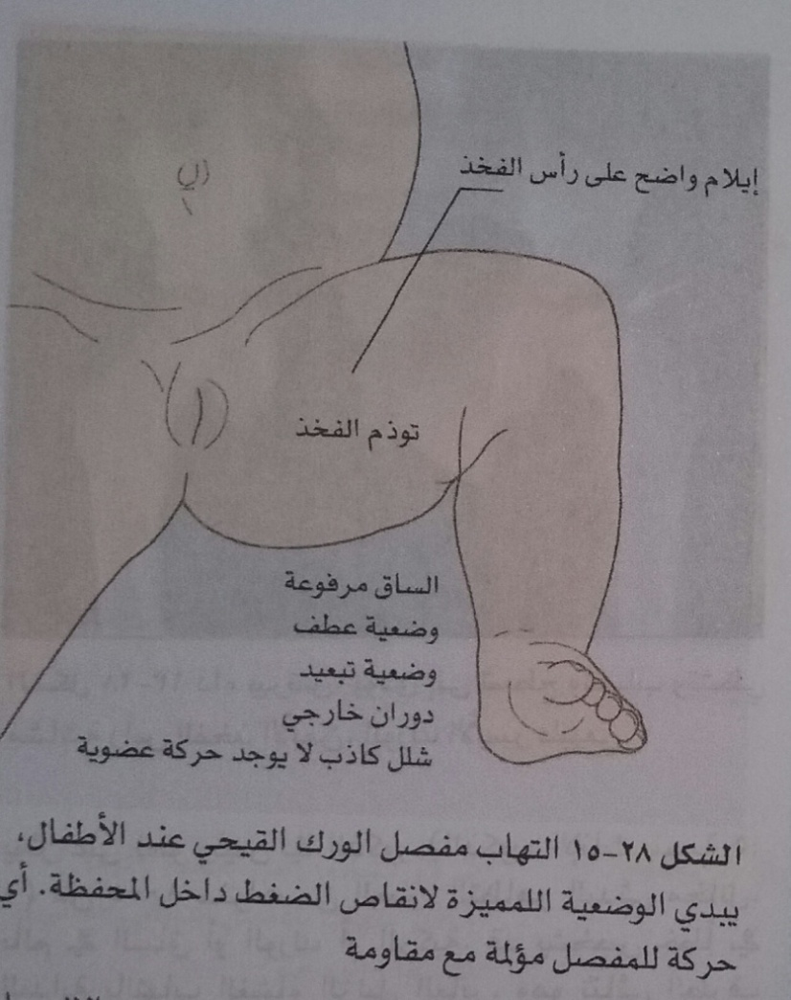 إيلام واضح على رأس الفخذ
توذم الفخذ
الساق مرفوعة
وضعية عطف
وضعية تبعيد
دوران خارجي
شلل كاذب لا يوجد حركة عضوية
الشكل ٢٨-١٥ التهاب مفصل الورك القيحي عند الأطفال،
يبدي الوضعية اللمميزة لانقاص الضغط داخل المحفظة. أي
حركة للمفصل مؤلمة مع مقاومة